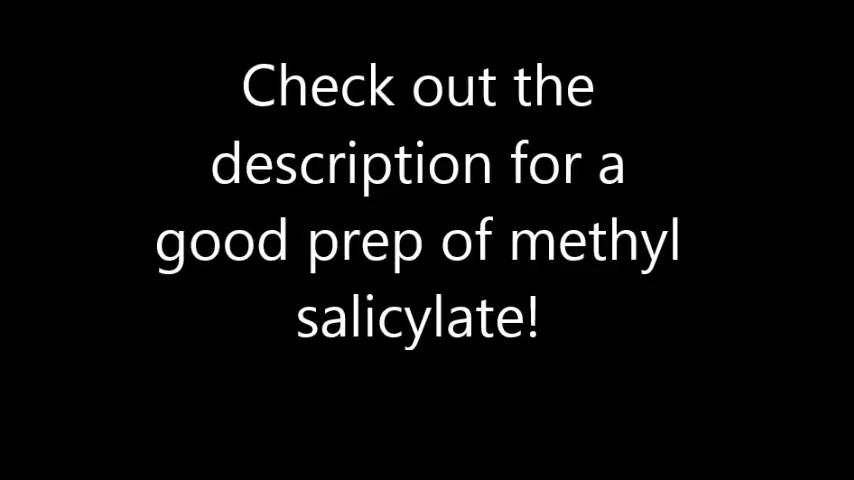 Check out the
description for a
good prep of methyl
salicylate!